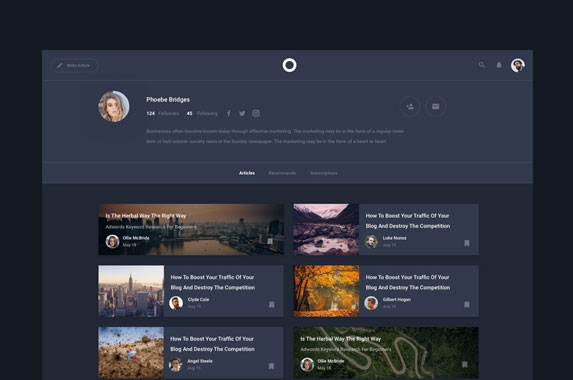 Write Article
Phoebe Bridges
124 Followers 45 Following
Businesses often become known today through effective marketing. The marketing may be in the form of a regular news
item or half column society news in the Sunday newspaper. The marketing may be in the form of a heart to heart
Articles Recommends Subscriptions
Is The Herbal Way The Right Way
Adwords Keyword Research For Beginners
Ollie McBride
May 18
How To Boost Your Traffic Of Your
Blog And Destroy The Competition
Luke Nunez
Aug 15
How To Boost Your Traffic Of Your
Blog And Destroy The Competition
Clyde Cole
Aug 15
How To Boost Your Traffic Of Your
Blog And Destroy The Competition
Gilbert Hogan
Aug 15
How To Boost Your Traffic Of Your
Blog And Destroy The Competition
Angel Steele
Aug 15
Is The Herbal Way The Right Way
Adwords Keyword Research For Beginners
Ollie McBride
May 18